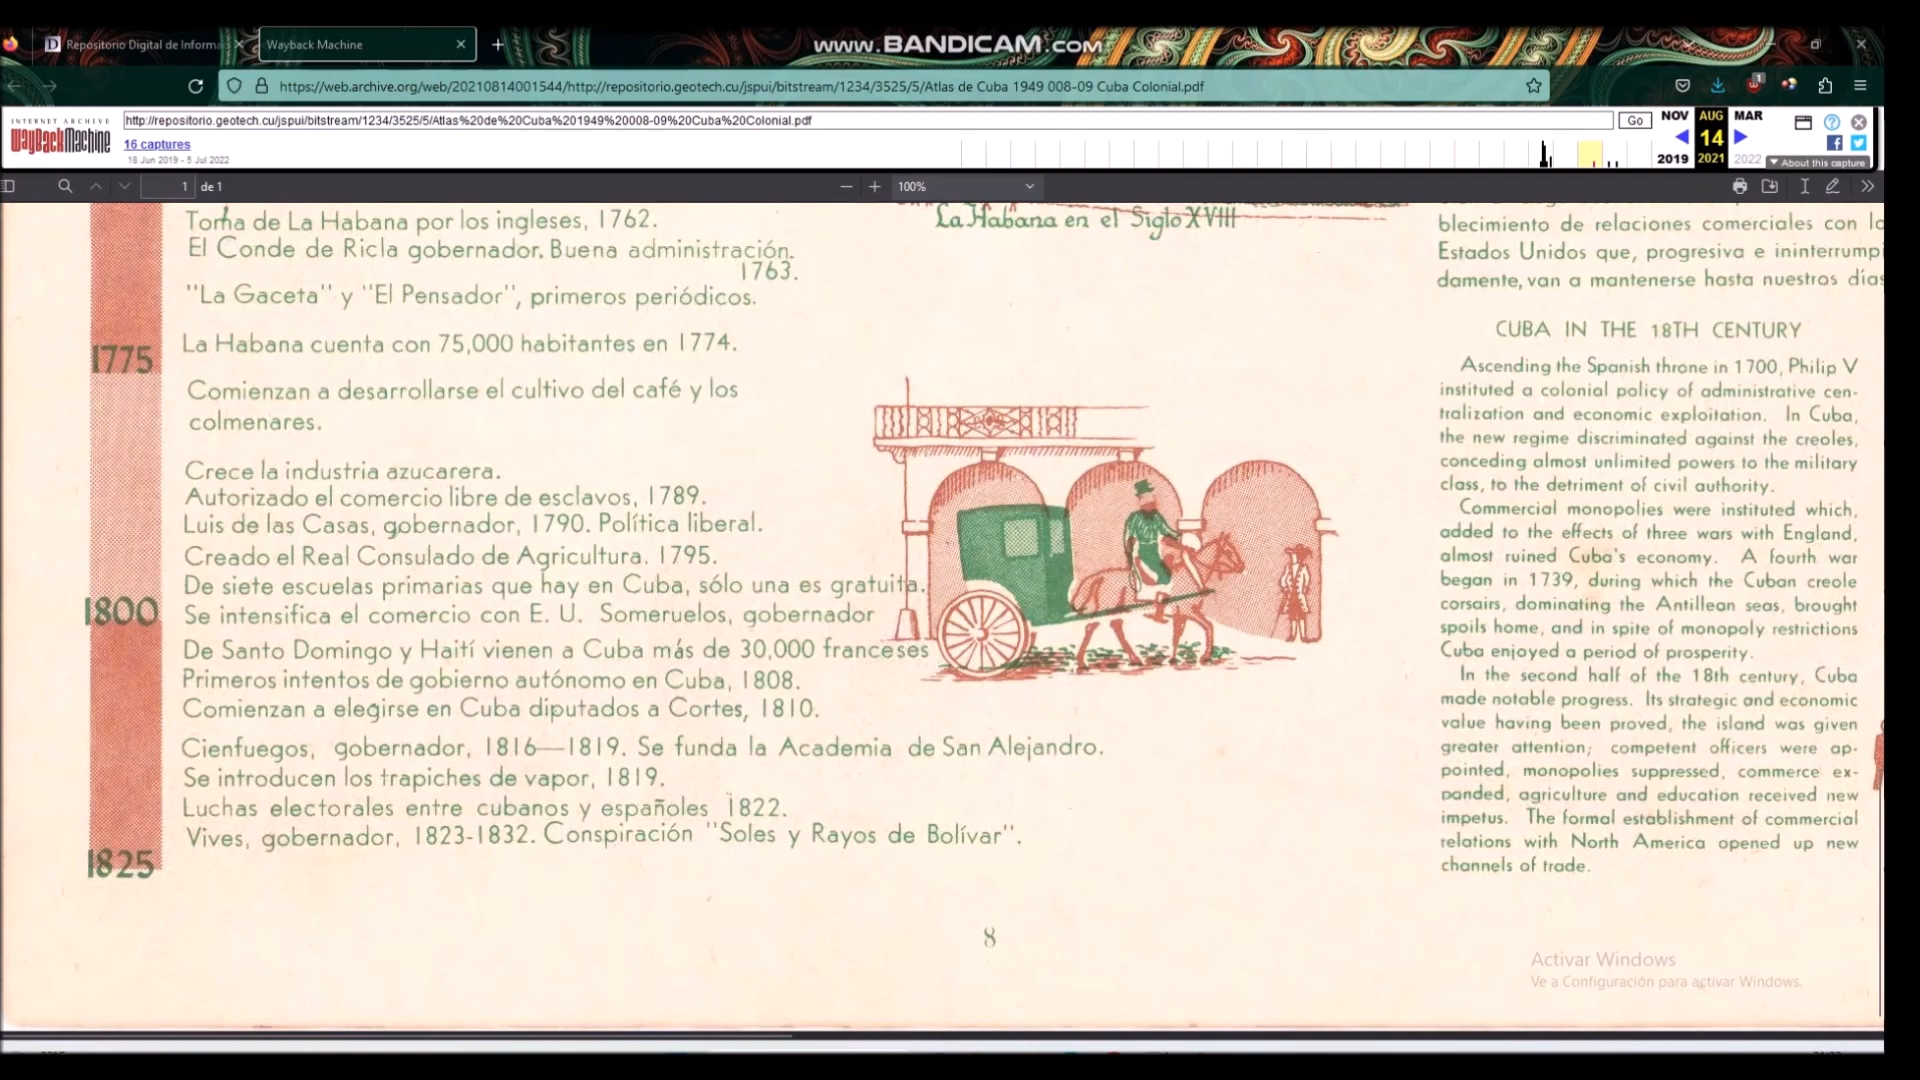 www.BANDICAM.com
Repositorio Digital de Informa
Wayback Machine
https://web.archive.org/web/20210814001544/http://repositorio.geotech.cu/jspui/bitstream/1234/3525/5/Atlas de Cuba 1949 008-09 Cuba Colonial.pdf
INTERNET ARCHIVE
WayBackMachine
http://repositorio.geotech.cu/jspui/bitstream/1234/3525/5/Atlas%20de%20Cuba%201949%20008-09%20Cuba%20Colonial.pdf
Go
NOV AUG MAR
16 captures
14
18 Jun 2019 - 5 Jul 2022
2019 2021 2022
About this capture
1 de 1
100%
Toma de La Habana por los ingleses, 1762.
El Conde de Ricla gobernador. Buena administración.
1763.
"La Gaceta" y "El Pensador", primeros periódicos.
La Habana cuenta con 75,000 habitantes en 1774.
1775
Comienzan a desarrollarse el cultivo del café y los
colmenares.
Crece la industria azucarera.
Autorizado el comercio libre de esclavos, 1789.
Luis de las Casas, gobernador, 1790. Política liberal.
Creado el Real Consulado de Agricultura. 1795.
De siete escuelas primarias que hay en Cuba, sólo una es gratuita.
1800
Se intensifica el comercio con E. U. Someruelos, gobernador
De Santo Domingo y Haití vienen a Cuba más de 30,000 franceses
Primeros intentos de gobierno autónomo en Cuba, 1808.
Comienzan a elegirse en Cuba diputados a Cortes, 1810.
Cienfuegos, gobernador, 1816—1819. Se funda la Academia de San Alejandro.
Se introducen los trapiches de vapor, 1819.
Luchas electorales entre cubanos y españoles 1822.
Vives, gobernador, 1823-1832. Conspiración "Soles y Rayos de Bolívar".
1825
La Habana en el Siglo XVIII
blecimiento de relaciones comerciales con lo
Estados Unidos que, progresiva e ininterrumpi
damente, van a mantenerse hasta nuestros días
CUBA IN THE 18TH CENTURY
Ascending the Spanish throne in 1700, Philip V
instituted a colonial policy of administrative cen-
tralization and economic exploitation. In Cuba,
the new regime discriminated against the creoles,
conceding almost unlimited powers to the military
class, to the detriment of civil authority.
Commercial monopolies were instituted which,
added to the effects of three wars with England,
almost ruined Cuba's economy. A fourth war
began in 1739, during which the Cuban creole
corsairs, dominating the Antillean seas, brought
spoils home, and in spite of monopoly restrictions
Cuba enjoyed a period of prosperity.
In the second half of the 18th century, Cuba
made notable progress. Its strategic and economic
value having been proved, the island was given
greater attention; competent officers were ap-
pointed, monopolies suppressed, commerce ex-
panded, agriculture and education received new
impetus. The formal establishment of commercial
relations with North America opened up new
channels of trade.
8
Activar Windows
Ve a Configuración para activar Windows.